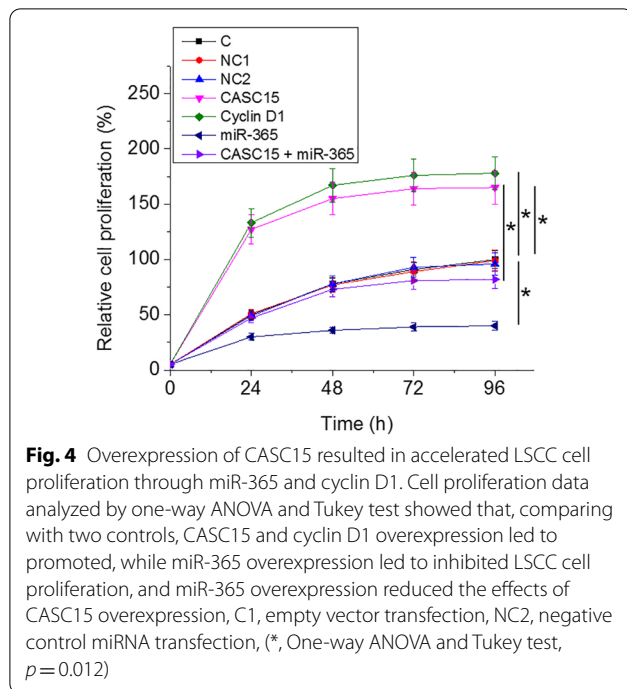 C
NC1
NC2
CASC15
Cyclin D1
miR-365
CASC15 + miR-365
Relative cell proliferation (%)
250
200
150
100
50
0
*
*
*
*
0 24 48 72 96
Time (h)
Fig. 4 Overexpression of CASC15 resulted in accelerated LSCC cell
proliferation through miR-365 and cyclin D1. Cell proliferation data
analyzed by one-way ANOVA and Tukey test showed that, comparing
with two controls, CASC15 and cyclin D1 overexpression led to
promoted, while miR-365 overexpression led to inhibited LSCC cell
proliferation, and miR-365 overexpression reduced the effects of
CASC15 overexpression, C1, empty vector transfection, NC2, negative
control miRNA transfection, (*, One-way ANOVA and Tukey test,
p = 0.012)